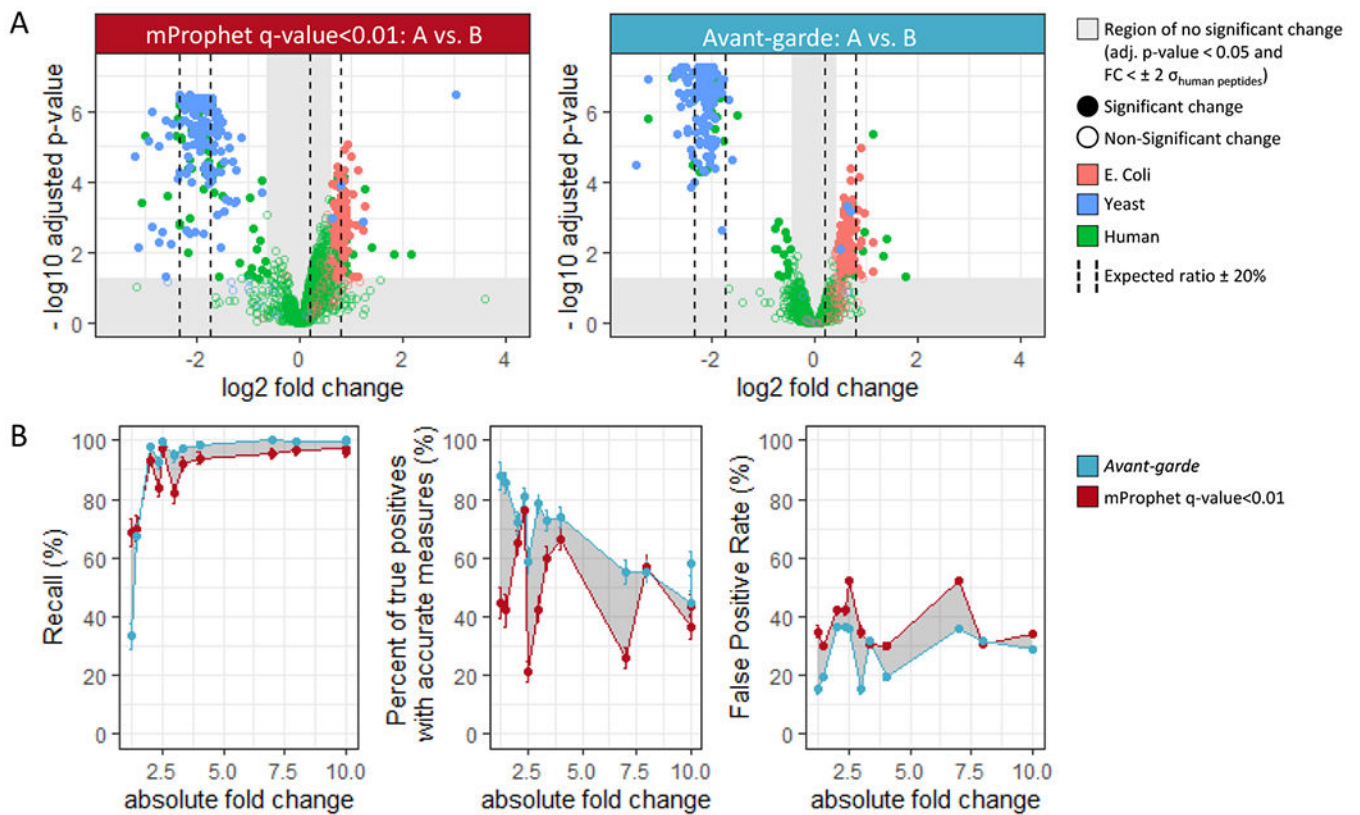 A
mProphet q-value<0.01: A vs. B
Avant-garde: A vs. B
- log10 adjusted p-value
6
4
2
0
-2
0
2
4
log2 fold change
- log10 adjusted p-value
6
4
2
0
-2
0
2
4
log2 fold change
Region of no significant change
(adj. p-value < 0.05 and
FC < ± 2 σhuman peptides)
Significant change
Non-Significant change
E. Coli
Yeast
Human
Expected ratio ± 20%
B
Recall (%)
100
80
60
40
20
0
2.5
5.0
7.5
10.0
absolute fold change
Percent of true positives
with accurate measures (%)
100
80
60
40
20
0
2.5
5.0
7.5
10.0
absolute fold change
False Positive Rate (%)
100
80
60
40
20
0
2.5
5.0
7.5
10.0
absolute fold change
Avant-garde
mProphet q-value<0.01